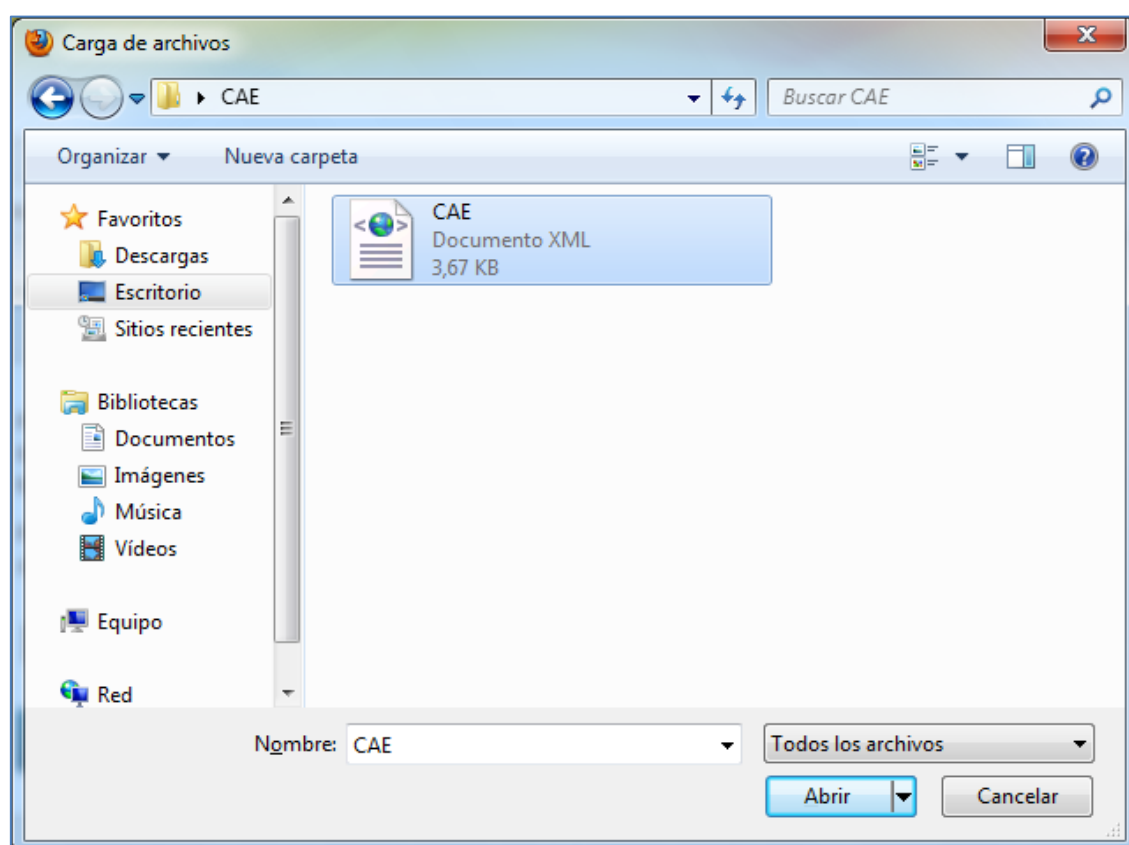 Carga de archivos
CAE
Buscar CAE
Organizar
Nueva carpeta
Favoritos
Descargas
Escritorio
Sitios recientes
Bibliotecas
Documentos
Imágenes
Música
Vídeos
Equipo
Red
CAE
Documento XML
3,67 KB
Nombre: CAE
Todos los archivos
Abrir
Cancelar